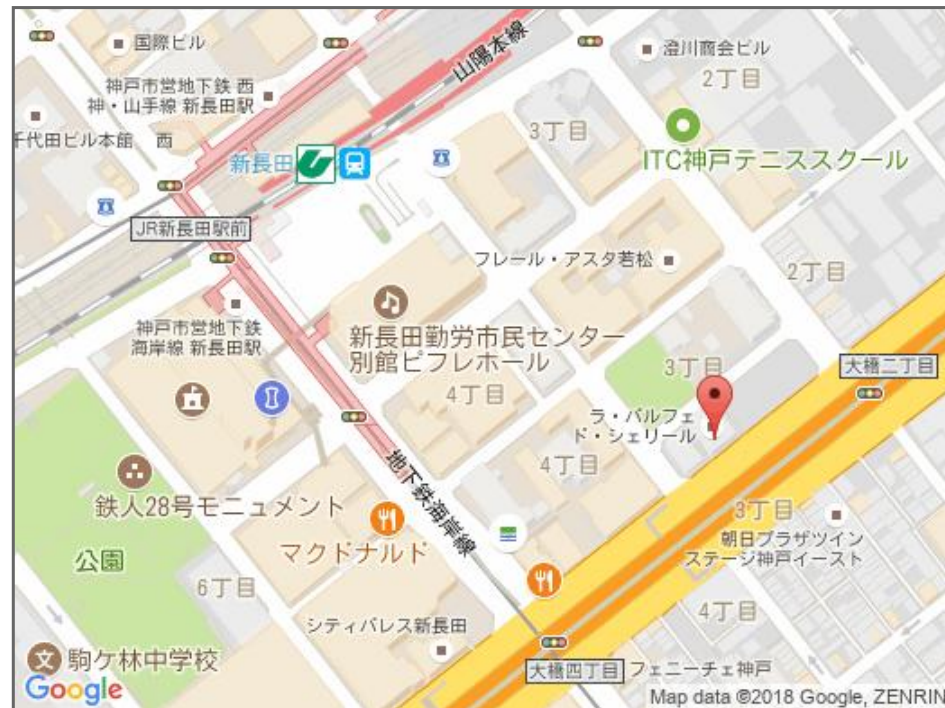 国際ビル
山陽本線
澄川商会ビル
2丁目
神戸市営地下鉄 西
神・山手線 新長田駅
千代田ビル本館 西
3丁目
ITC神戸テニススクール
新長田
JR新長田駅前
フレール・アスタ若松
2丁目
神戸市営地下鉄
海岸線 新長田駅
新長田勤労市民センター
別館ピフレホール
3丁目
大橋二丁目
4丁目
ラ・パルフェ
ド・シェリール
4丁目
地下鉄海岸線
鉄人28号モニュメント
マクドナルド
3丁目
朝日プラザツイン
ステージ神戸イースト
公園
6丁目
4丁目
シティパレス新長田
文
駒ケ林中学校
大橋四丁目
フェニーチェ神戸
Google
Map data ©2018 Google, ZENRIN